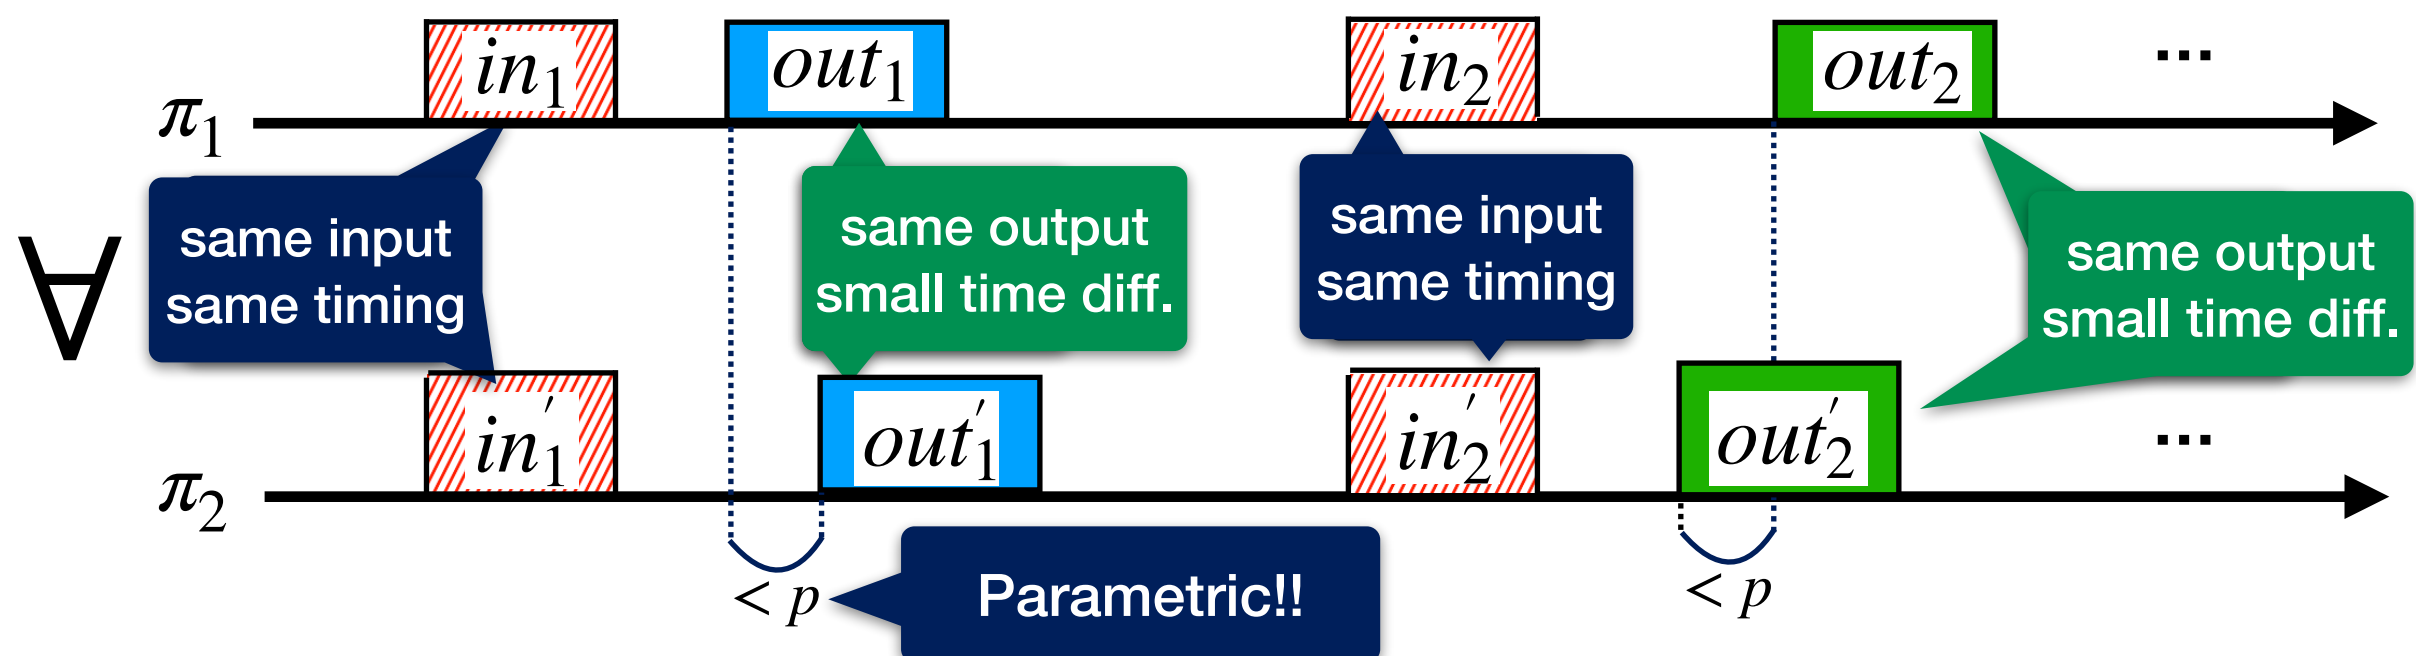 in₁ out₁ in₂ out₂ ...
π₁
same input
same timing
same output
small time diff.
same input
same timing
same output
small time diff.
∀
in₁′ out₁′ in₂′ out₂′ ...
π₂
< p
Parametric!!
< p